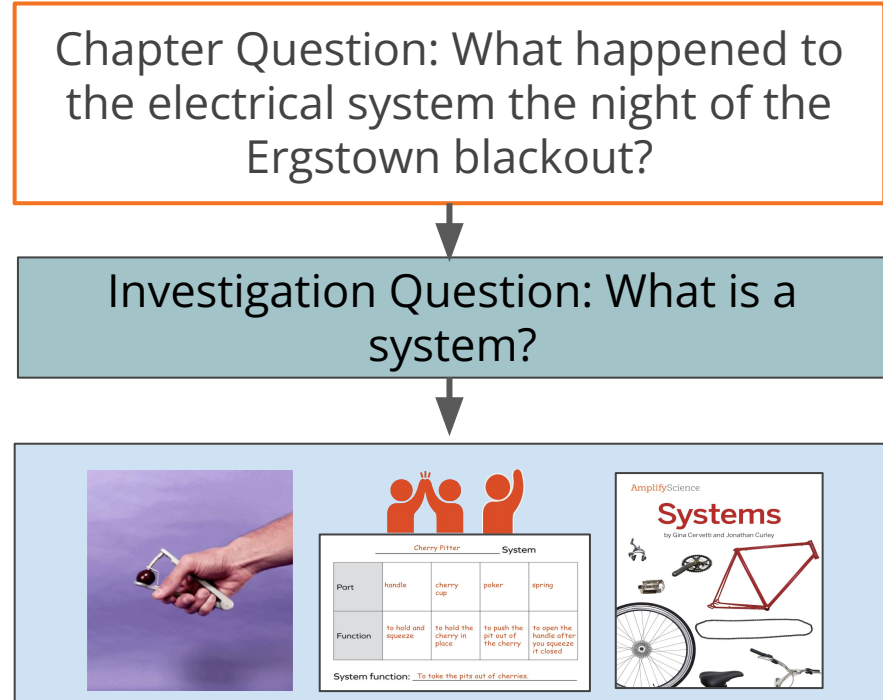 Chapter Question: What happened to
the electrical system the night of the
Ergstown blackout?
Investigation Question: What is a
system?
Cherry Pitter System
Part handle cherry cup poker spring
Function to hold and squeeze to hold the cherry in place to push the pit out of the cherry to open the handle after you squeeze it closed
System function: To take the pits out of cherries.
AmplifyScience
Systems
by Gina Cervetti and Jonathan Curley